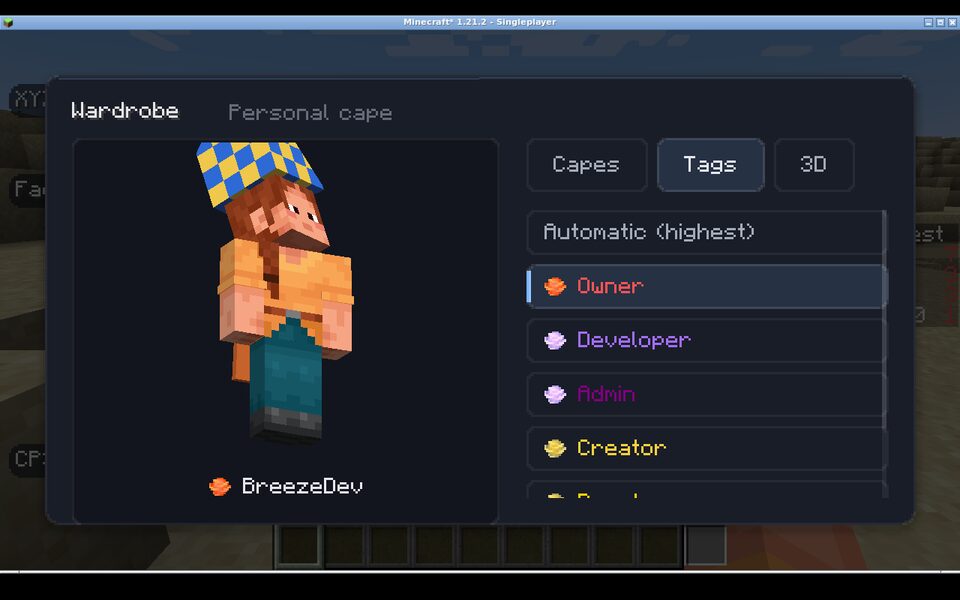 Minecraft* 1.21.2 - Singleplayer
Wardrobe
Personal cape
Capes
Tags
3D
Automatic (highest)
Owner
Developer
Admin
Creator
BreezeDev